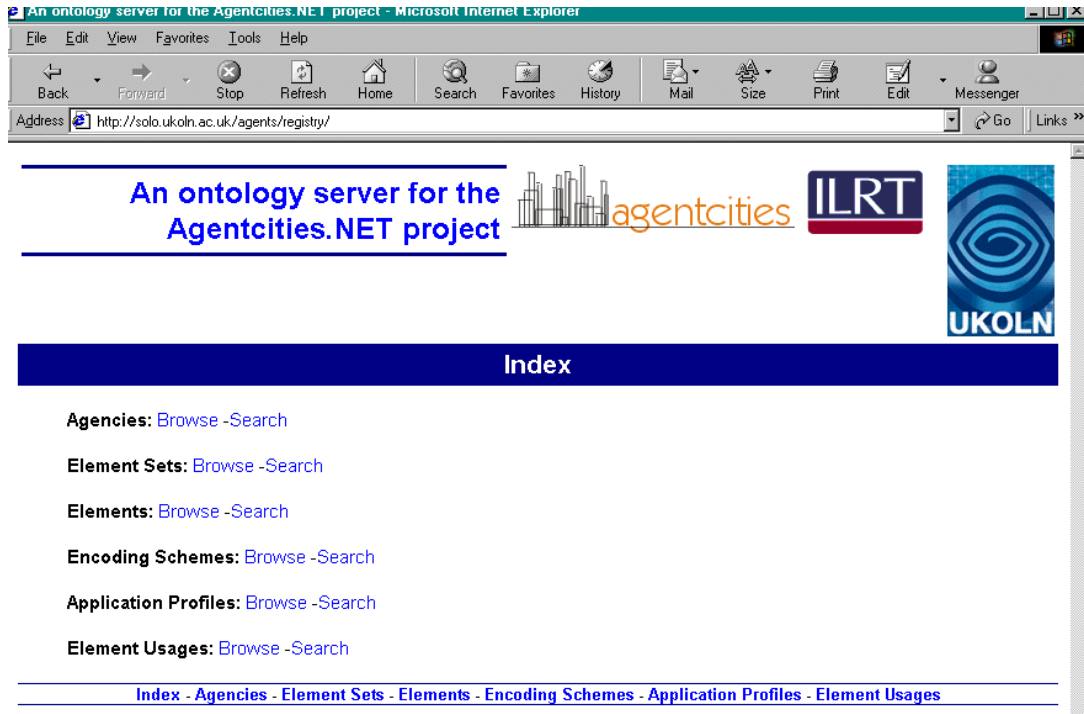 An ontology server for the Agentcities.NET project - Microsoft Internet Explorer
File Edit View Favorites Tools Help
Back Forward Stop Refresh Home Search Favorites History Mail Size Print Edit Messenger
Address http://solo.ukoln.ac.uk/agents/registry/ Go Links »
An ontology server for the
Agentcities.NET project
agentcities
ILRT
UKOLN
Index
Agencies: Browse -Search
Element Sets: Browse -Search
Elements: Browse -Search
Encoding Schemes: Browse -Search
Application Profiles: Browse -Search
Element Usages: Browse -Search
Index - Agencies - Element Sets - Elements - Encoding Schemes - Application Profiles - Element Usages